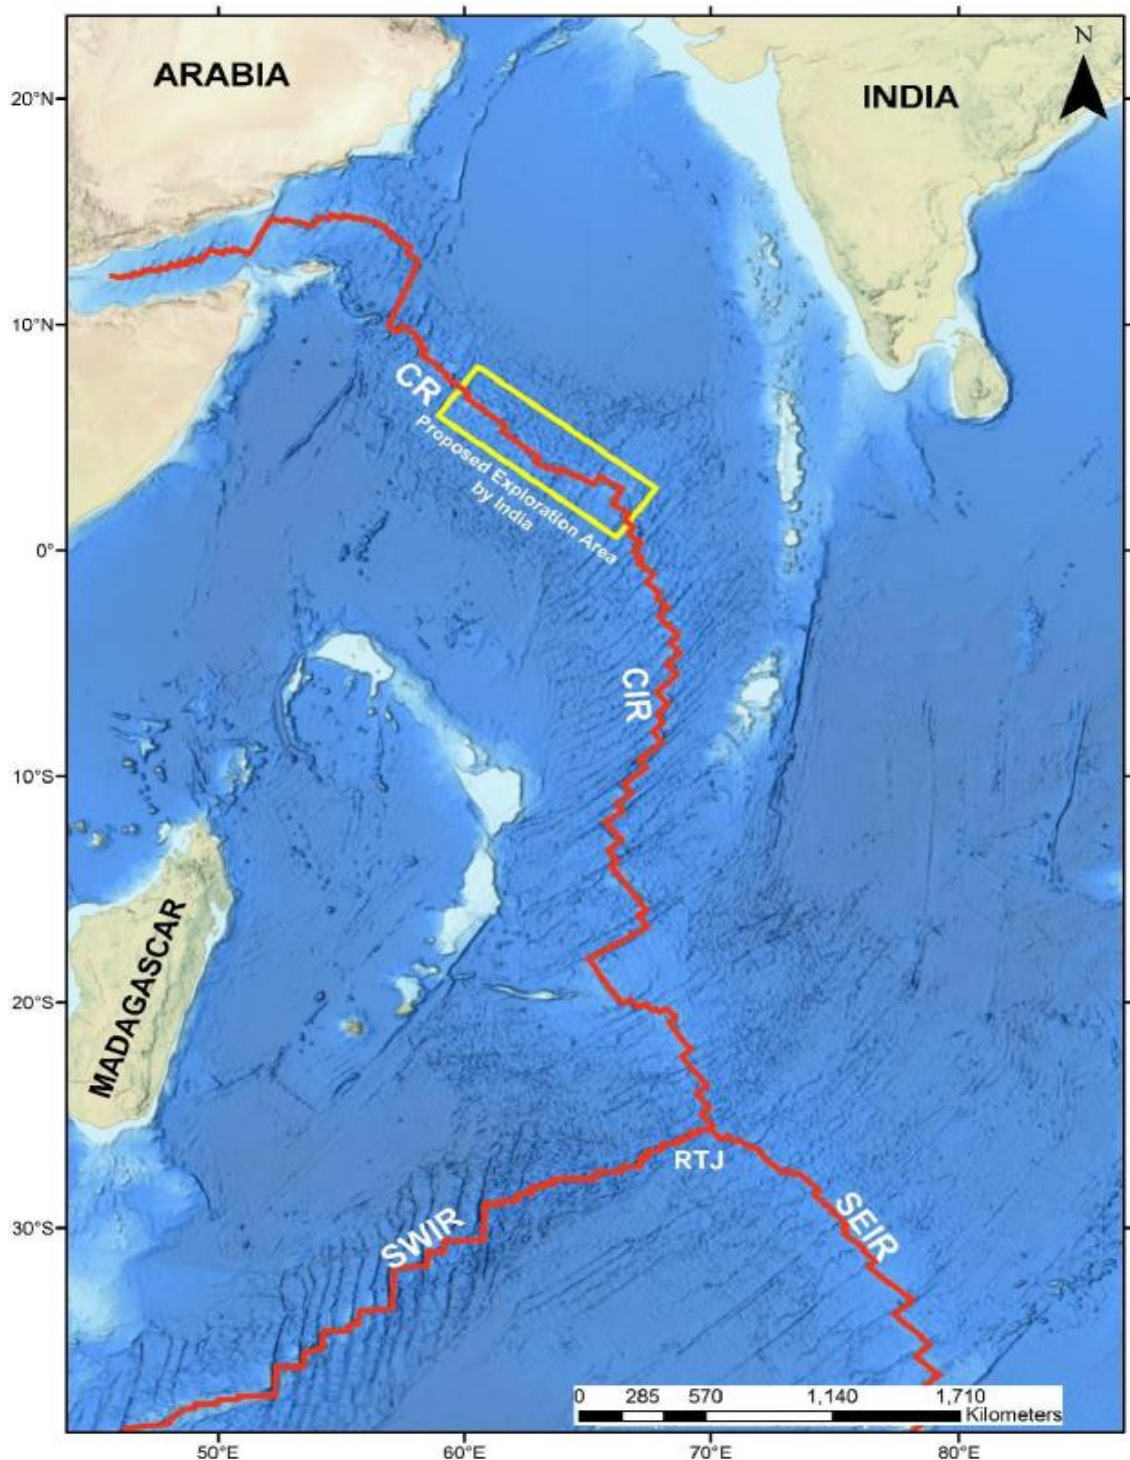 N
ARABIA
INDIA
20°N
10°N
CR
Proposed Exploration Area
by India
0°
CIR
10°S
MADAGASCAR
20°S
RTJ
30°S
SWIR
SEIR
0 285 570 1,140 1,710
Kilometers
50°E 60°E 70°E 80°E